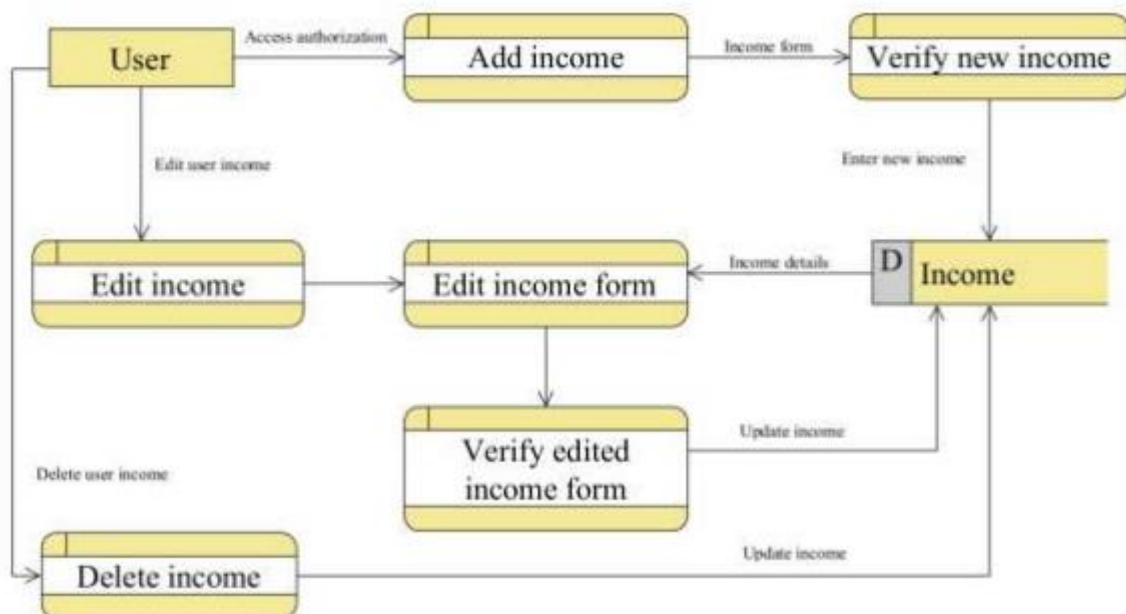 Access authorization
User
Add income
Income form
Verify new income
Edit user income
Enter new income
Edit income
Edit income form
Income details
D
Income
Verify edited
income form
Update income
Delete user income
Delete income
Update income